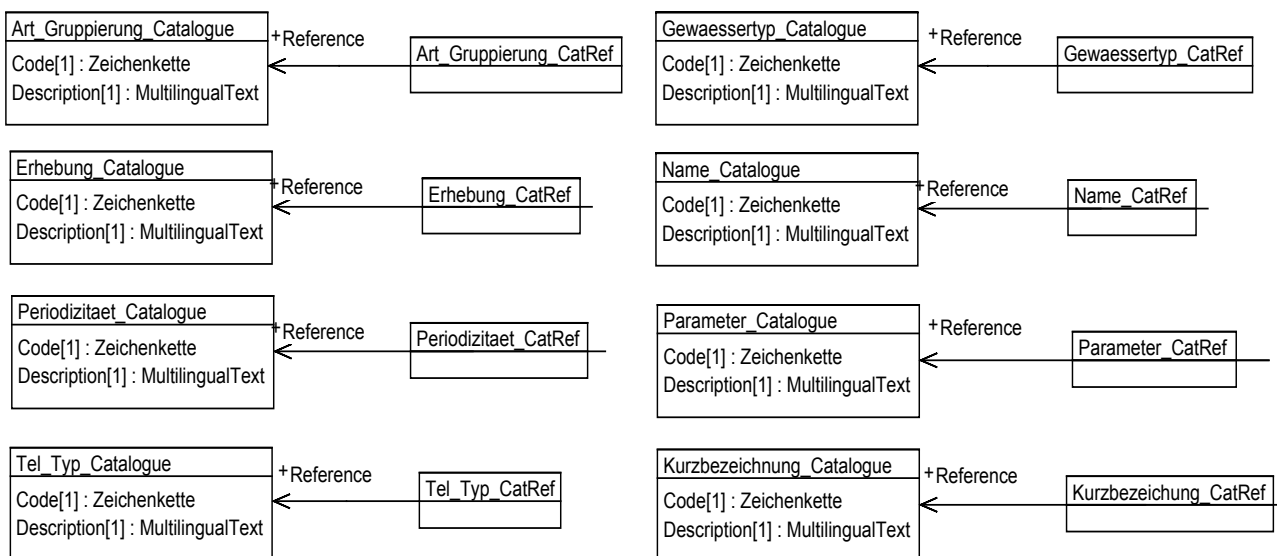 Art_Gruppierung_Catalogue
Code[1] : Zeichenkette
Description[1] : MultilingualText
+Reference
Art_Gruppierung_CatRef
Gewaessertyp_Catalogue
Code[1] : Zeichenkette
Description[1] : MultilingualText
+Reference
Gewaessertyp_CatRef
Erhebung_Catalogue
Code[1] : Zeichenkette
Description[1] : MultilingualText
+Reference
Erhebung_CatRef
Name_Catalogue
Code[1] : Zeichenkette
Description[1] : MultilingualText
+Reference
Name_CatRef
Periodizitaet_Catalogue
Code[1] : Zeichenkette
Description[1] : MultilingualText
+Reference
Periodizitaet_CatRef
Parameter_Catalogue
Code[1] : Zeichenkette
Description[1] : MultilingualText
+Reference
Parameter_CatRef
Tel_Typ_Catalogue
Code[1] : Zeichenkette
Description[1] : MultilingualText
+Reference
Tel_Typ_CatRef
Kurzbezeichnung_Catalogue
Code[1] : Zeichenkette
Description[1] : MultilingualText
+Reference
Kurzbezeichung_CatRef